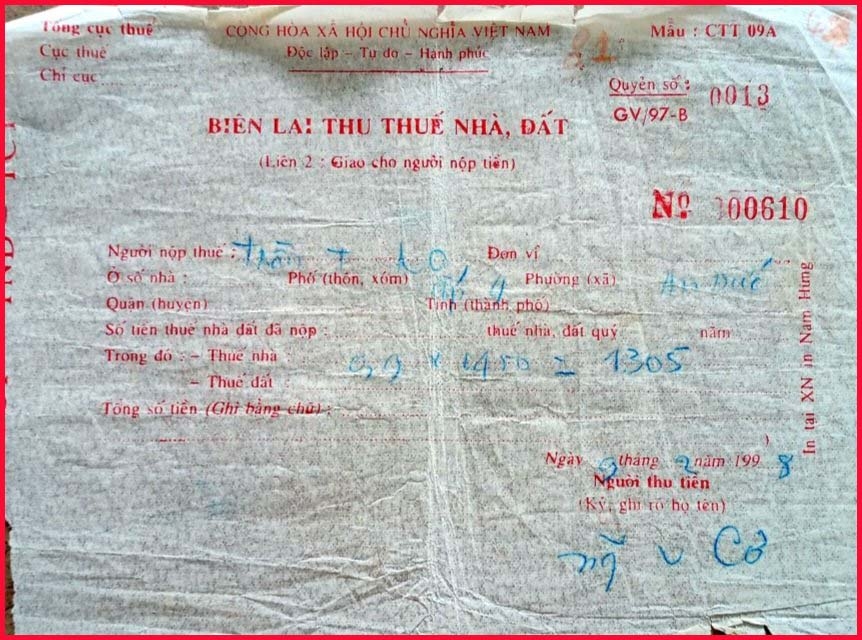 Tổng cục thuế CỘNG HÒA XÃ HỘI CHỦ NGHĨA VIỆT NAM Mẫu : CTT 09A
Cục thuế Độc lập – Tự do – Hạnh phúc
Chi cục
Quyển số : 0013
GV/97-B
BIÊN LAI THU THUẾ NHÀ, ĐẤT
(Liên 2 : Giao cho người nộp tiền)
Nº 000610
Người nộp thuế : Đơn vị
Ở số nhà : Phố (thôn, xóm) Phường (xã)
Quận (huyện) Tỉnh (thành phố)
Số tiền thuế nhà đất đã nộp : thuế nhà, đất quý năm
Trong đó : – Thuế nhà : 0,9 x 1450 = 1305
– Thuế đất :
Tổng số tiền (Ghi bằng chữ) :
)
Ngày tháng 2 năm 199 8
Người thu tiền
(Ký, ghi rõ họ tên)
In tại XN in Nam Hưng